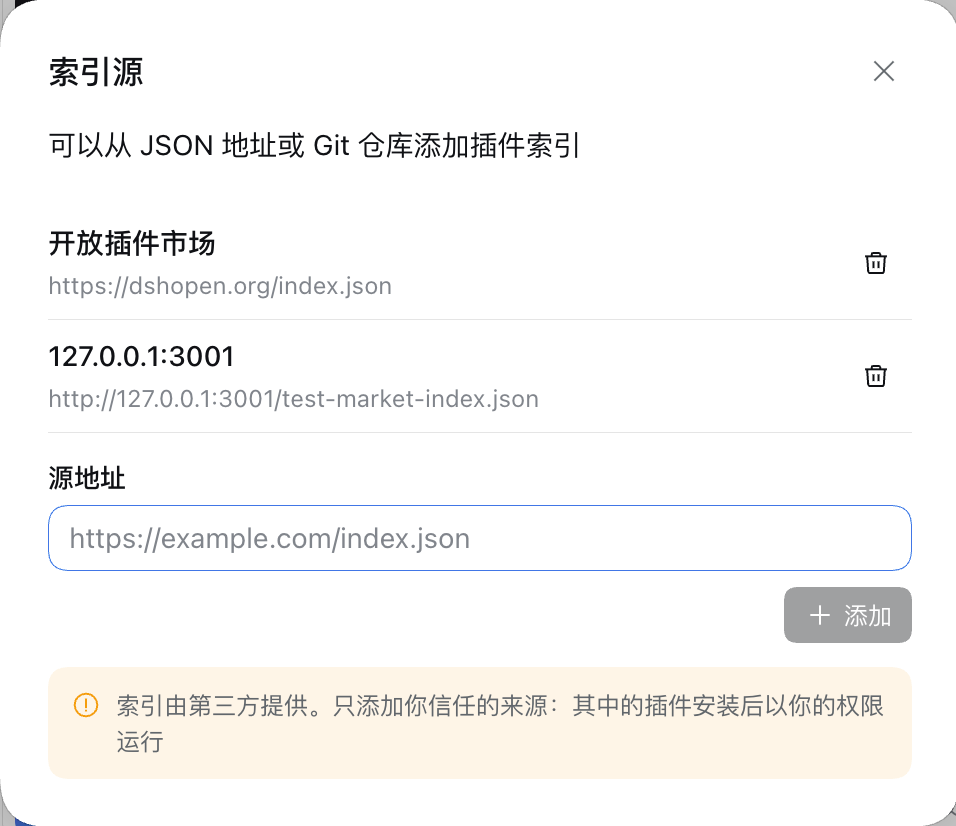 索引源
可以从 JSON 地址或 Git 仓库添加插件索引
开放插件市场
https://dshopen.org/index.json
127.0.0.1:3001
http://127.0.0.1:3001/test-market-index.json
源地址
https://example.com/index.json
添加
索引由第三方提供。只添加你信任的来源：其中的插件安装后以你的权限
运行